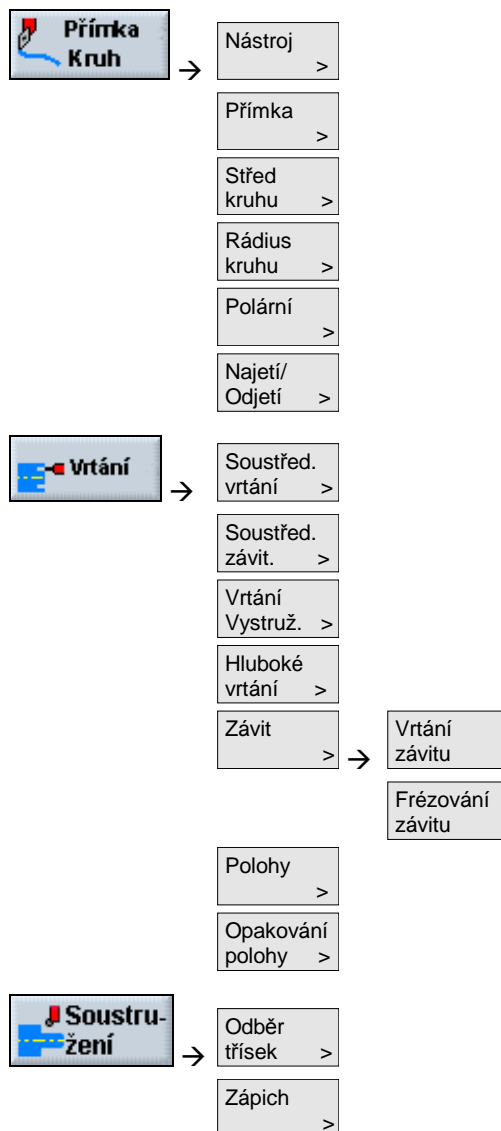 Přímka
Kruh
→
Nástroj
>
Přímka
>
Střed
kruhu >
Rádius
kruhu >
Polární
>
Najetí/
Odjetí >
Vrtání
→
Soustřed.
vrtání >
Soustřed.
závit. >
Vrtání
Vystruž. >
Hluboké
vrtání >
Závit
> →
Vrtání
závitu
Frézování
závitu
Polohy
>
Opakování
polohy >
Soustru-
žení
→
Odběr
třísek >
Zápich
>